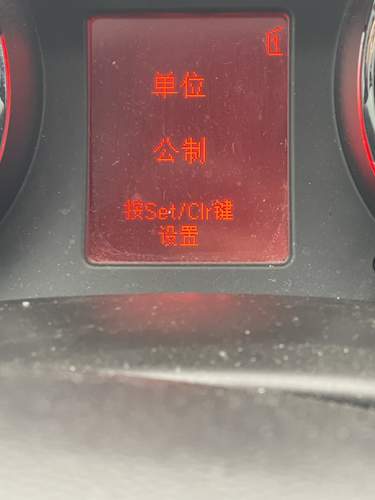 单位
公制
按Set/Clr键
设置